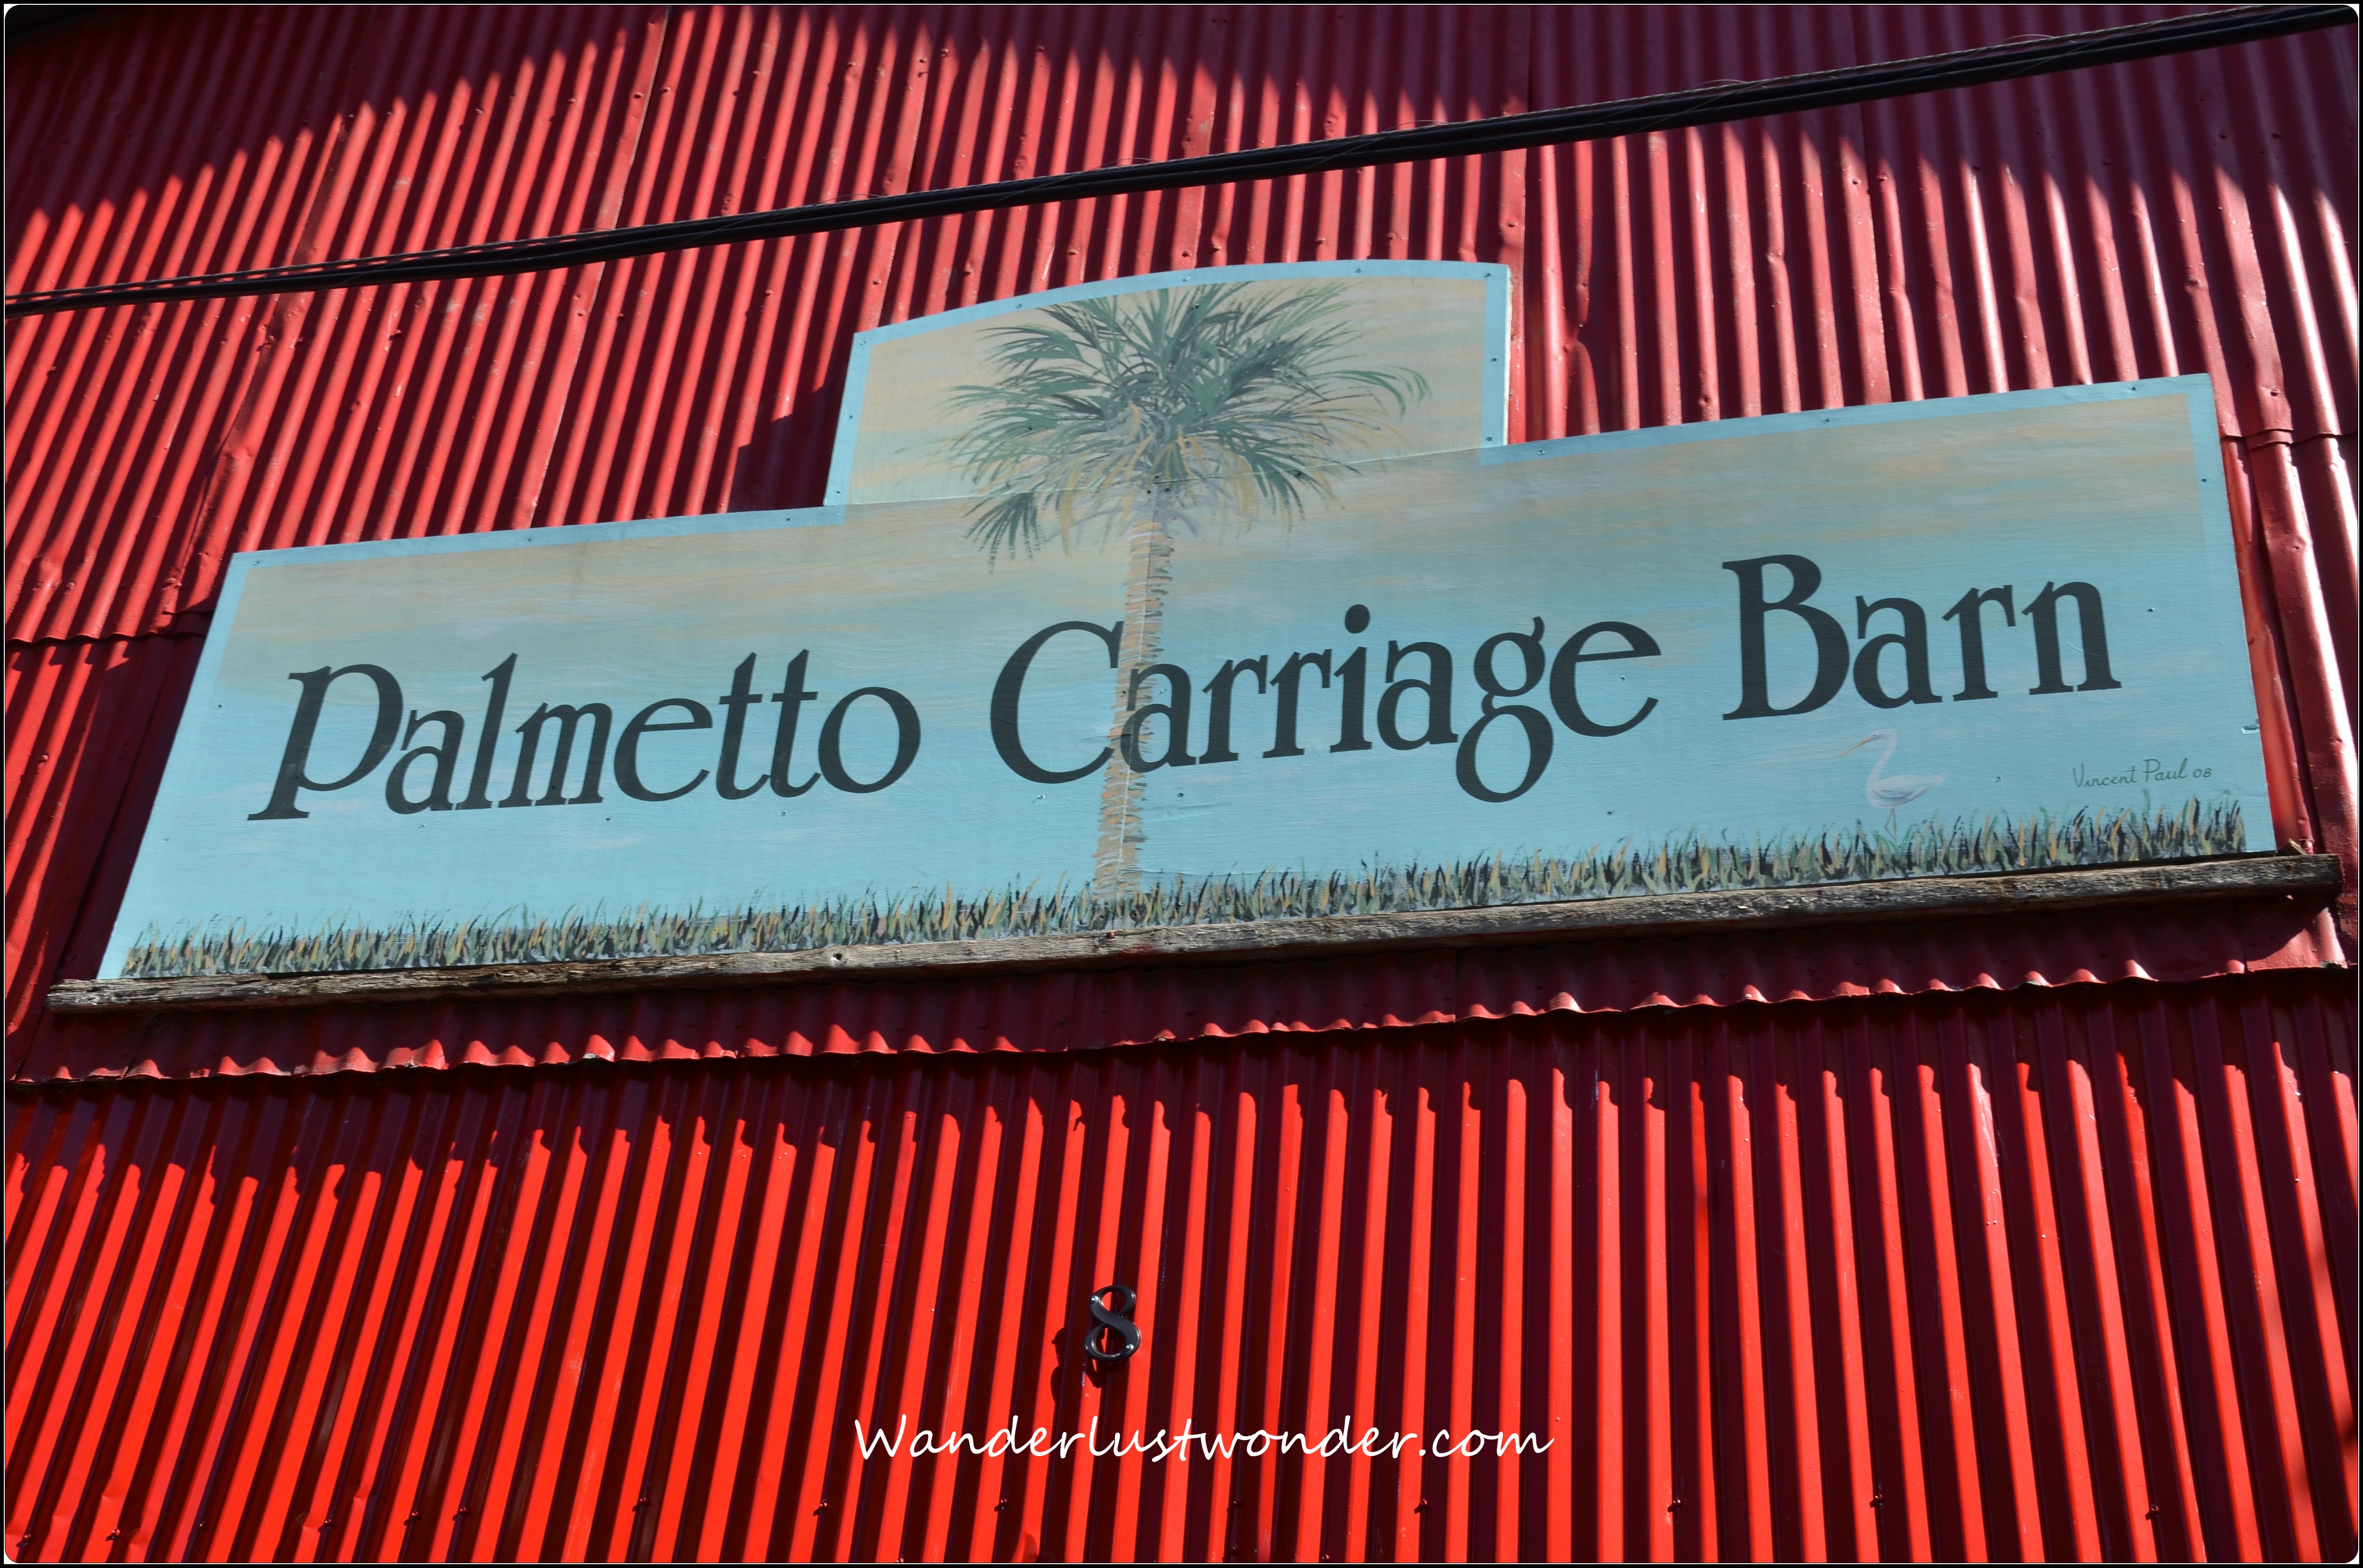 Palmetto Carriage Barn
Vincent Paul 08
8
Wanderlustwonder.com